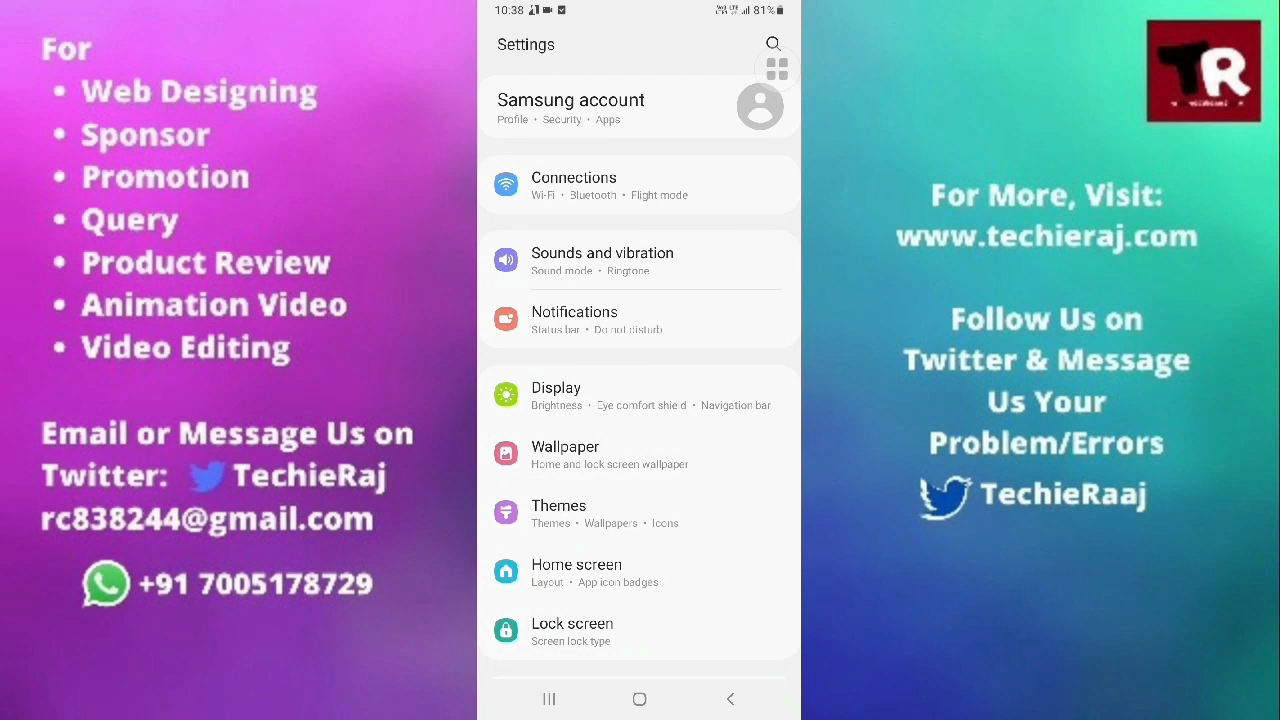 For
• Web Designing
• Sponsor
• Promotion
• Query
• Product Review
• Animation Video
• Video Editing
Email or Message Us on
Twitter: TechieRaj
rc838244@gmail.com
+91 7005178729
10.38
81%
Settings
Samsung account
Profile • Security • Apps
Connections
Wi-Fi • Bluetooth • Flight mode
Sounds and vibration
Sound mode • Ringtone
Notifications
Status bar • Do not disturb
Display
Brightness • Eye comfort shield • Navigation bar
Wallpaper
Home and lock screen wallpaper
Themes
Themes • Wallpapers • Icons
Home screen
Layout • App icon badges
Lock screen
Screen lock type
TR
For More, Visit:
www.techieraj.com
Follow Us on
Twitter & Message
Us Your
Problem/Errors
TechieRaaj